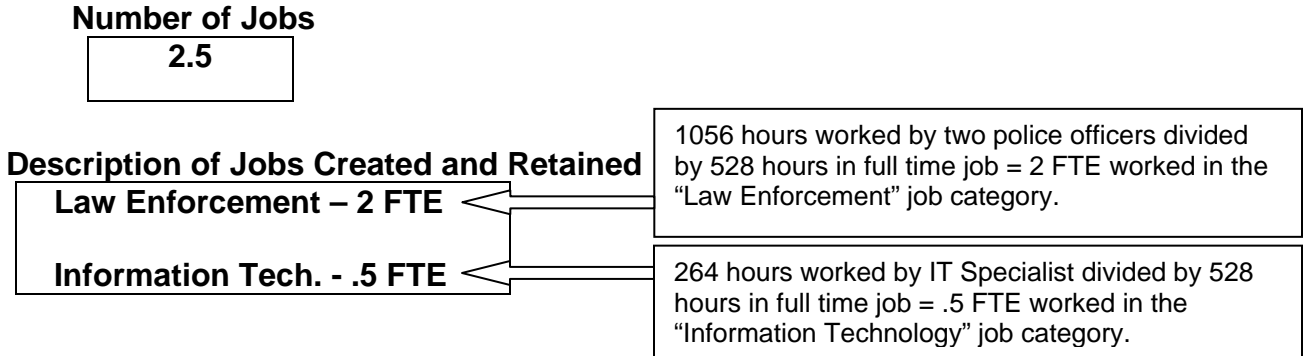 Number of Jobs
2.5
Description of Jobs Created and Retained
Law Enforcement – 2 FTE
1056 hours worked by two police officers divided
by 528 hours in full time job = 2 FTE worked in the
“Law Enforcement” job category.
Information Tech. - .5 FTE
264 hours worked by IT Specialist divided by 528
hours in full time job = .5 FTE worked in the
“Information Technology” job category.